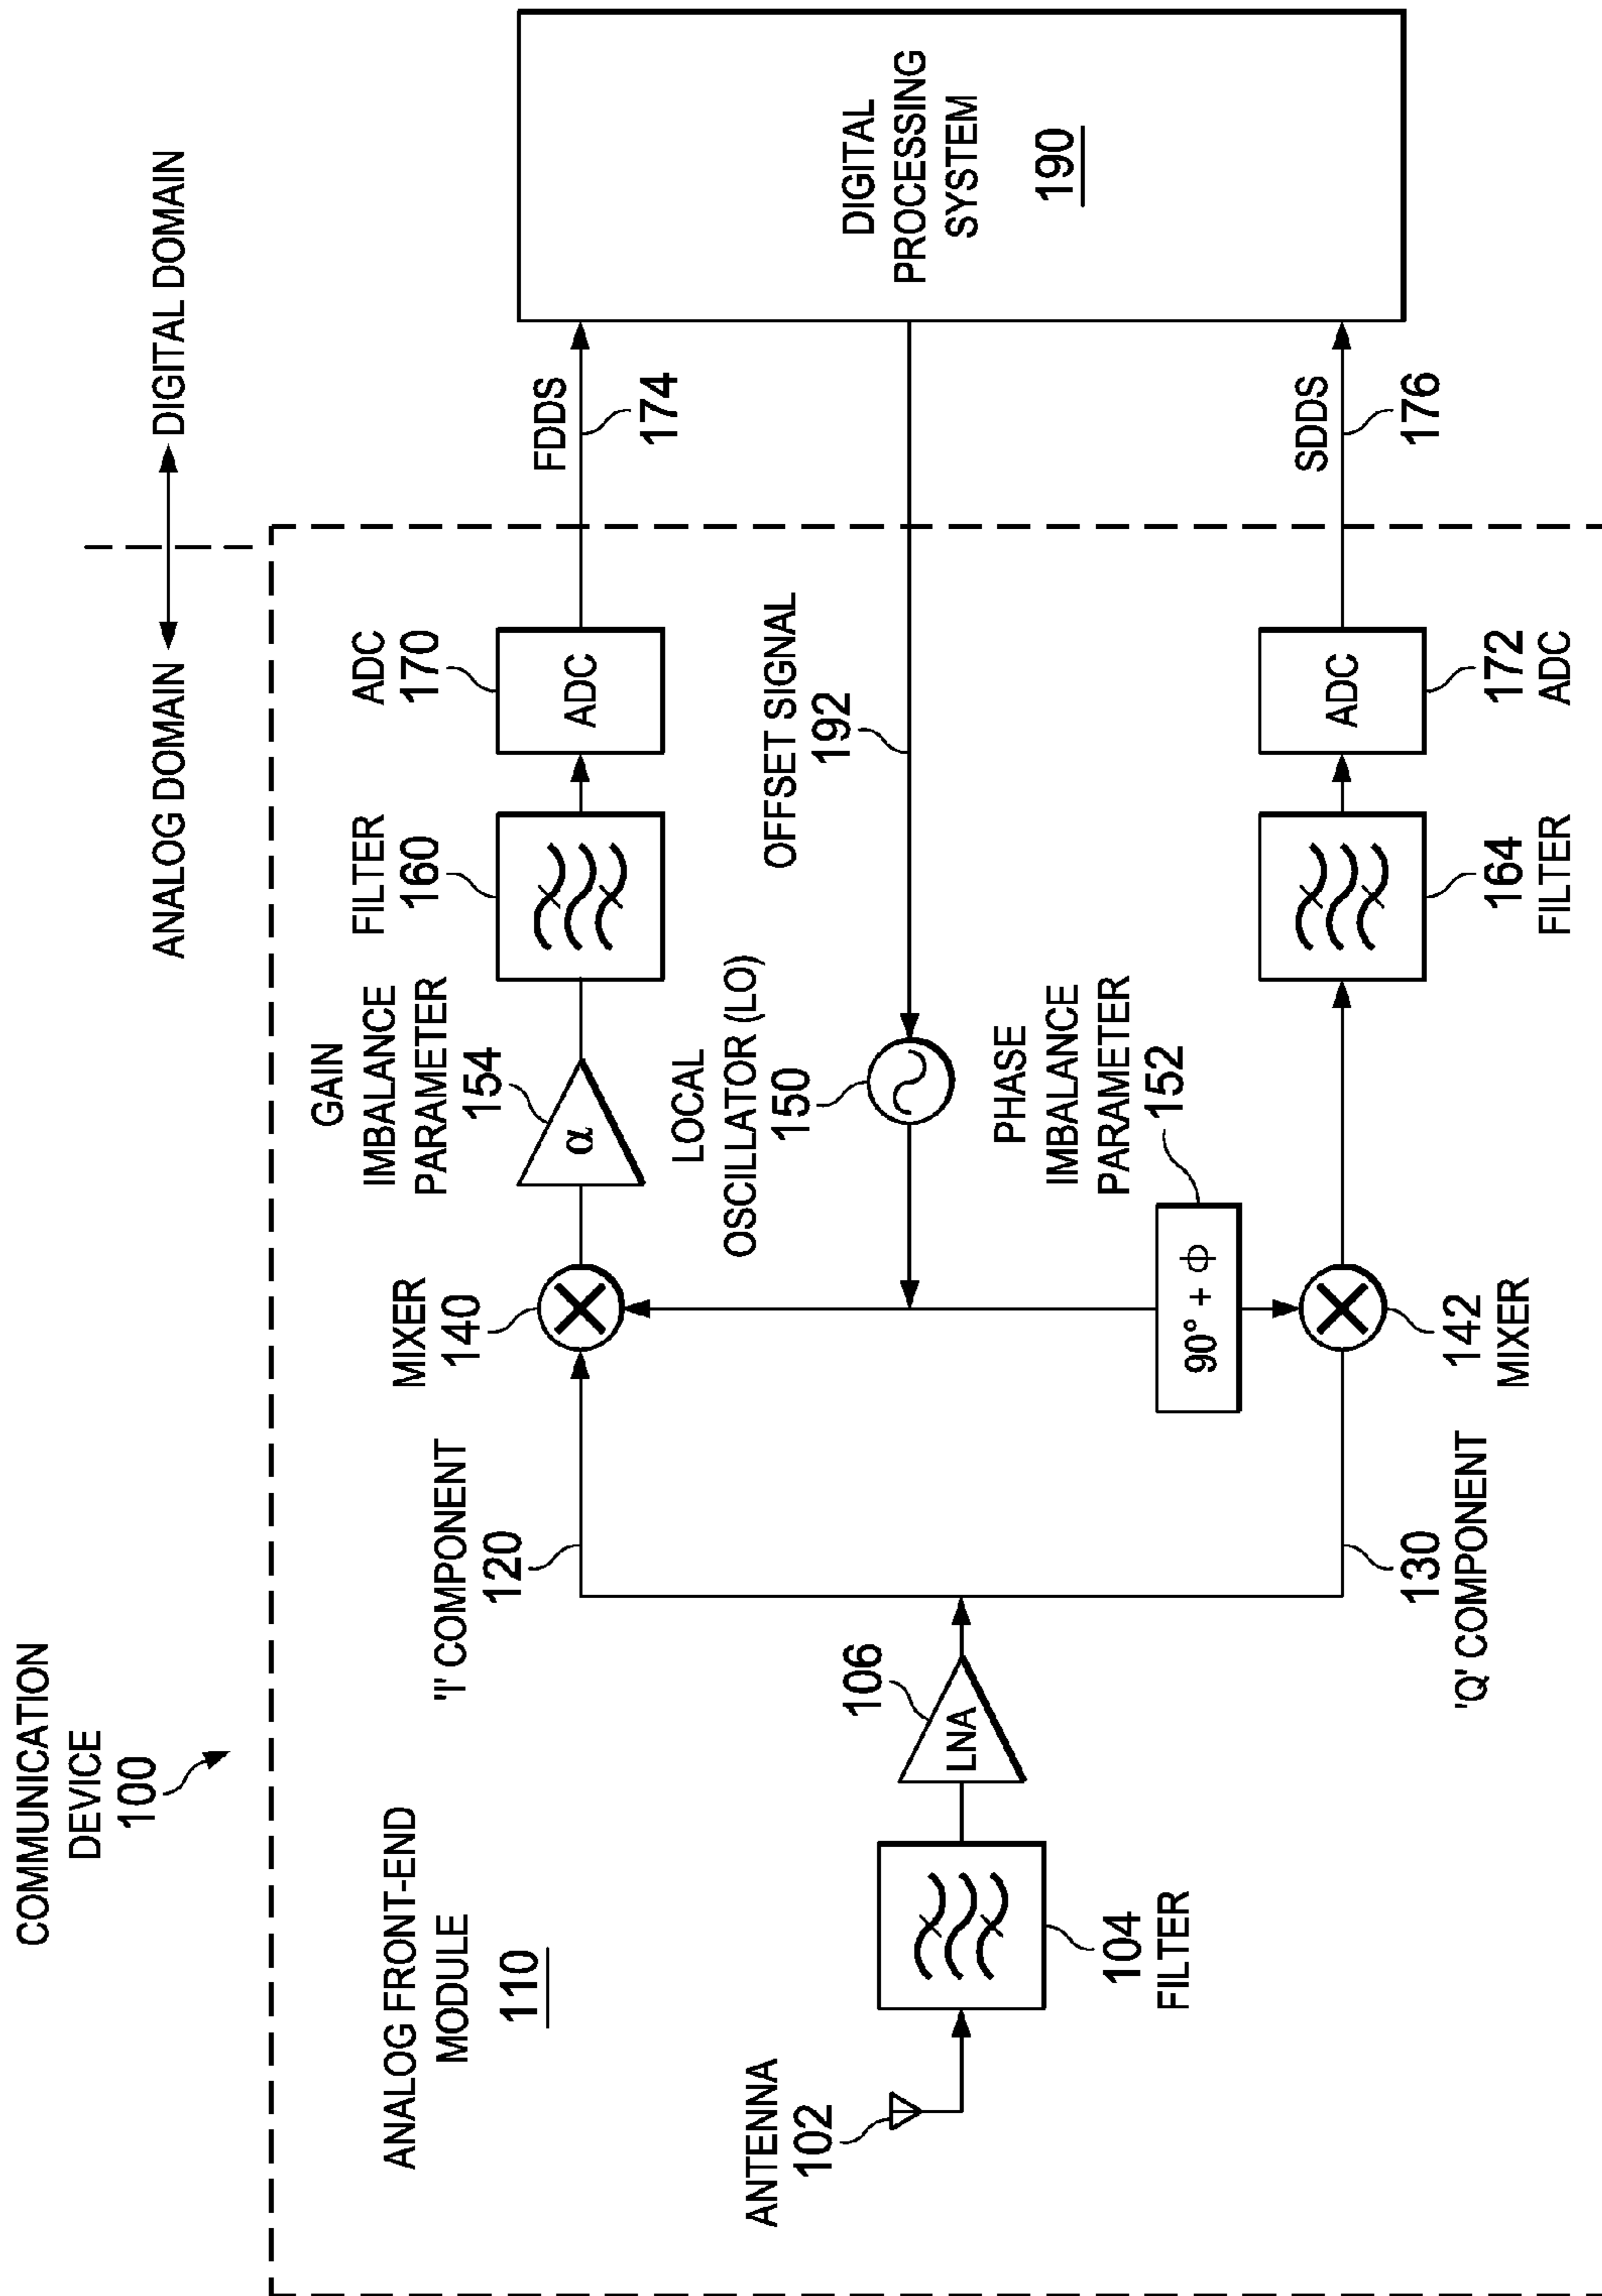 COMMUNICATION
DEVICE
100
ANALOG DOMAIN
DIGITAL DOMAIN
ANALOG FRONT-END
MODULE
110
ANTENNA
102
104
FILTER
LNA
106
'I' COMPONENT
120
'Q' COMPONENT
130
MIXER
140
142
MIXER
GAIN
IMBALANCE
PARAMETER
154
α
LOCAL
OSCILLATOR (LO)
150
PHASE
IMBALANCE
PARAMETER
152
90° + ϕ
FILTER
160
164
FILTER
ADC
170
ADC
OFFSET SIGNAL
192
ADC
172
ADC
FDDS
174
SDDS
176
DIGITAL
PROCESSING
SYSTEM
190